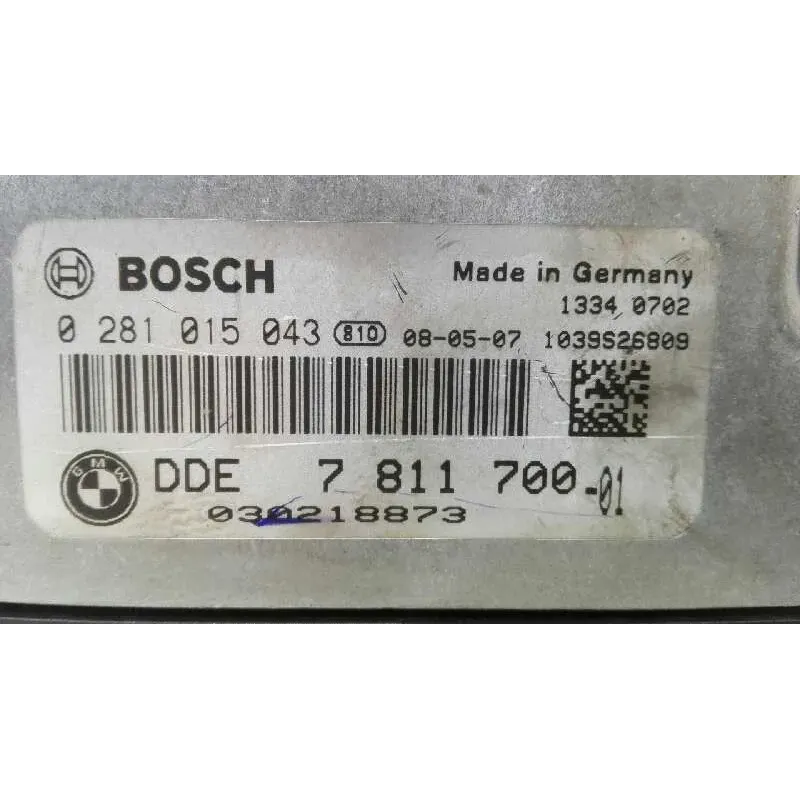 BOSCH Made in Germany
1334 0702
0 281 015 043 810 08-05-07 1039S26809
BMW DDE 7 811 700-01
030218873